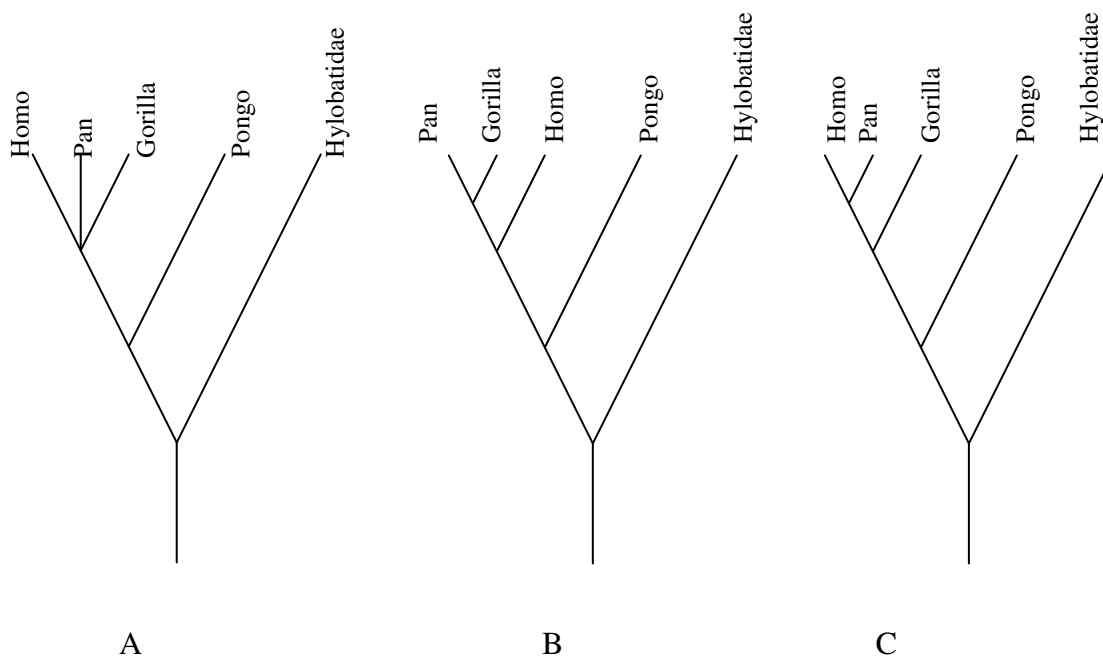 Homo
Pan
Gorilla
Pongo
Hylobatidae
Pan
Gorilla
Homo
Pongo
Hylobatidae
Homo
Pan
Gorilla
Pongo
Hylobatidae
A
B
C